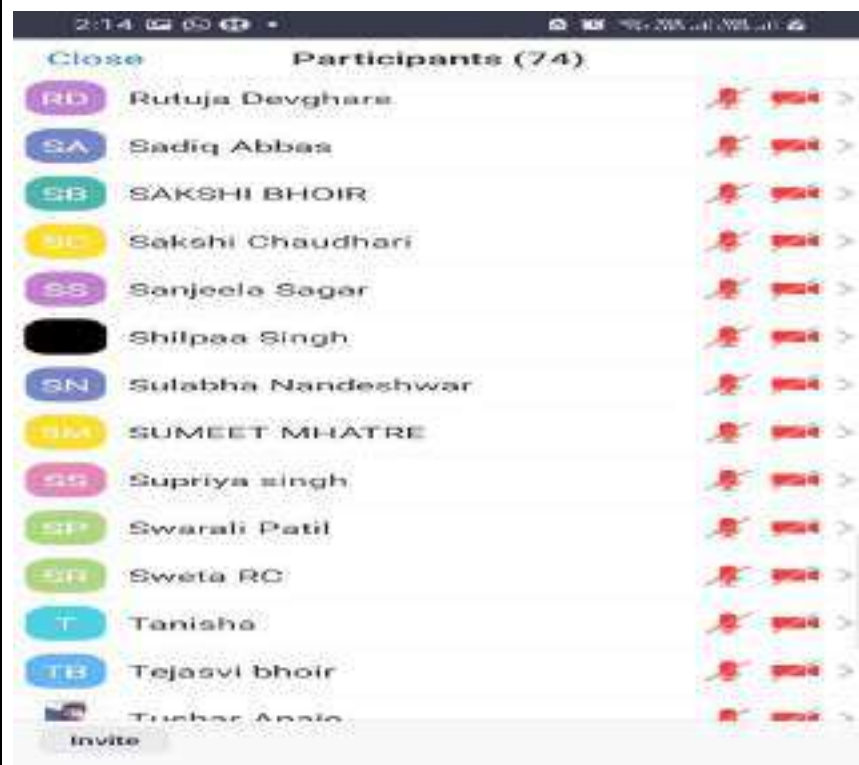 2:14
Close Participants (74)
RD Rutuja Devghare
SA Sadiq Abbas
SB SAKSHI BHOIR
SC Sakshi Chaudhari
SS Sanjeela Sagar
Shilpaa Singh
SN Sulabha Nandeshwar
SM SUMEET MHATRE
SS Supriya singh
SP Swarali Patil
SR Sweta RC
T Tanisha
TB Tejasvi bhoir
Tushar
Invite